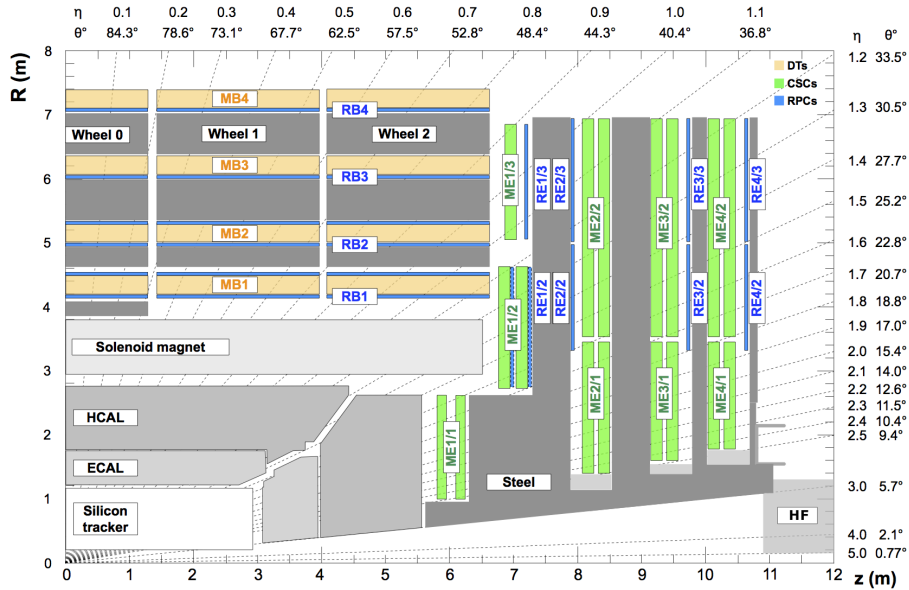 η 0.1 0.2 0.3 0.4 0.5 0.6 0.7 0.8 0.9 1.0 1.1 η θ°
θ° 84.3° 78.6° 73.1° 67.7° 62.5° 57.5° 52.8° 48.4° 44.3° 40.4° 36.8°
R (m)
8
7
6
5
4
3
2
1
0
1.2 33.5°
1.3 30.5°
1.4 27.7°
1.5 25.2°
1.6 22.8°
1.7 20.7°
1.8 18.8°
1.9 17.0°
2.0 15.4°
2.1 14.0°
2.2 12.6°
2.3 11.5°
2.4 10.4°
2.5 9.4°
3.0 5.7°
4.0 2.1°
5.0 0.77°
DTs
CSCs
RPCs
MB4
RB4
Wheel 0
Wheel 1
Wheel 2
MB3
RB3
MB2
RB2
MB1
RB1
Solenoid magnet
HCAL
ECAL
Silicon
tracker
Steel
HF
ME1/3
RE1/3
RE2/3
ME2/2
ME3/2
RE3/3
ME4/2
RE4/3
ME1/2
RE1/2
RE2/2
RE3/2
RE4/2
ME1/1
ME2/1
ME3/1
ME4/1
0 1 2 3 4 5 6 7 8 9 10 11 12
z (m)